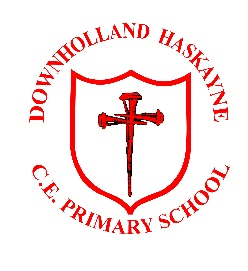 DOWNHOLLAND HASKAYNE
C.E. PRIMARY SCHOOL